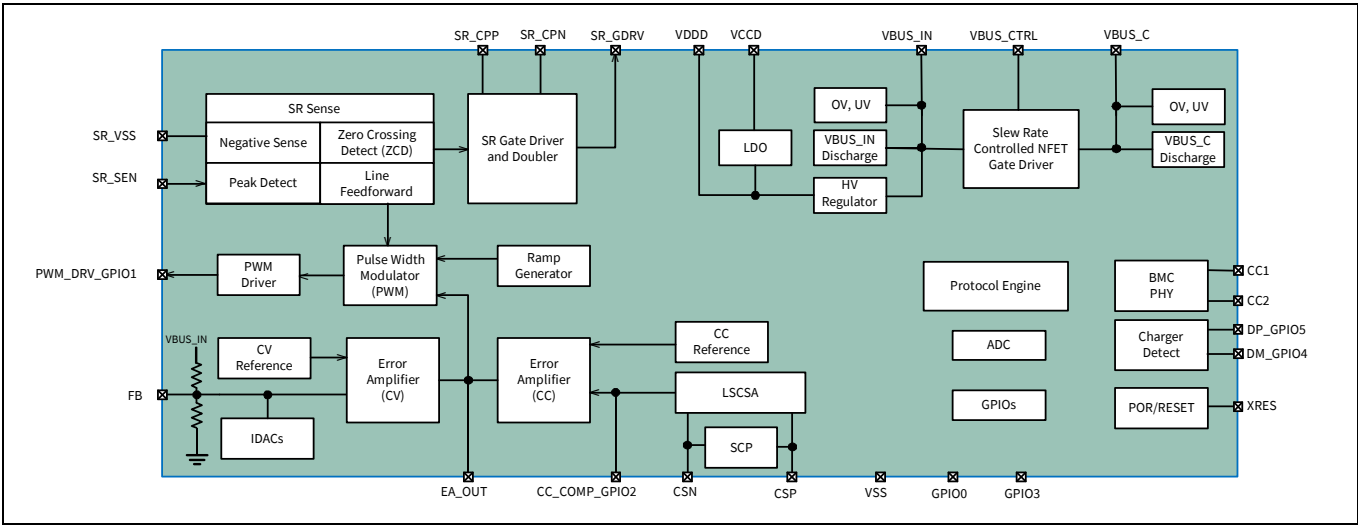 SR_CPP
SR_CPN
SR_GDRV
VDDD
VCCD
VBUS_IN
VBUS_CTRL
VBUS_C
SR Sense
Negative Sense
Zero Crossing
Detect (ZCD)
Peak Detect
Line
Feedforward
SR_VSS
SR_SEN
SR Gate Driver
and Doubler
LDO
OV, UV
VBUS_IN
Discharge
HV
Regulator
Slew Rate
Controlled NFET
Gate Driver
OV, UV
VBUS_C
Discharge
PWM_DRV_GPIO1
PWM
Driver
Pulse Width
Modulator
(PWM)
Ramp
Generator
Protocol Engine
BMC
PHY
CC1
CC2
VBUS_IN
CV
Reference
Error
Amplifier
(CV)
Error
Amplifier
(CC)
CC
Reference
ADC
Charger
Detect
DP_GPIO5
DM_GPIO4
FB
IDACs
LSCSA
SCP
GPIOs
POR/RESET
XRES
EA_OUT
CC_COMP_GPIO2
CSN
CSP
VSS
GPIO0
GPIO3